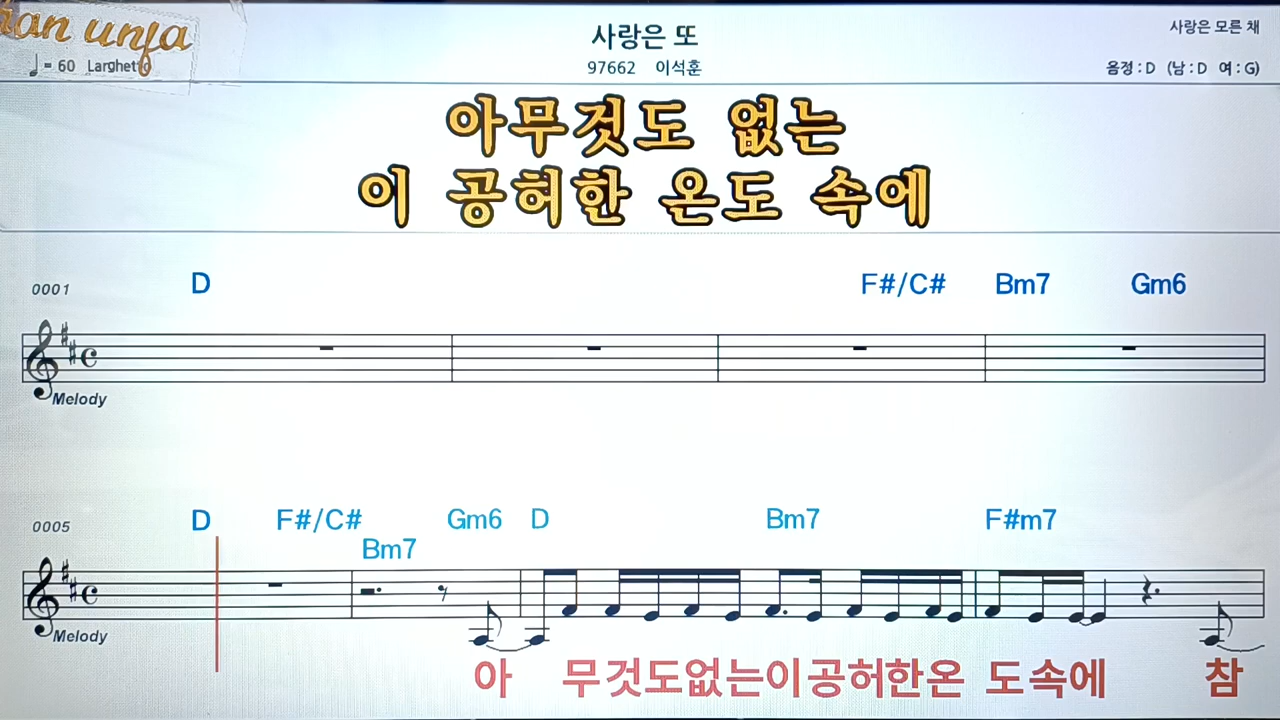 사랑은 또
사랑은 모른 채
♩= 60 Larghetto
97662 이석훈
음정 : D (남 : D 여 : G)
아무것도 없는
이 공허한 온도 속에
0001 D F#/C# Bm7 Gm6
Melody
0005 D F#/C# Bm7 Gm6 D Bm7 F#m7
Melody
아 무것도없는이공허한온 도속에 참